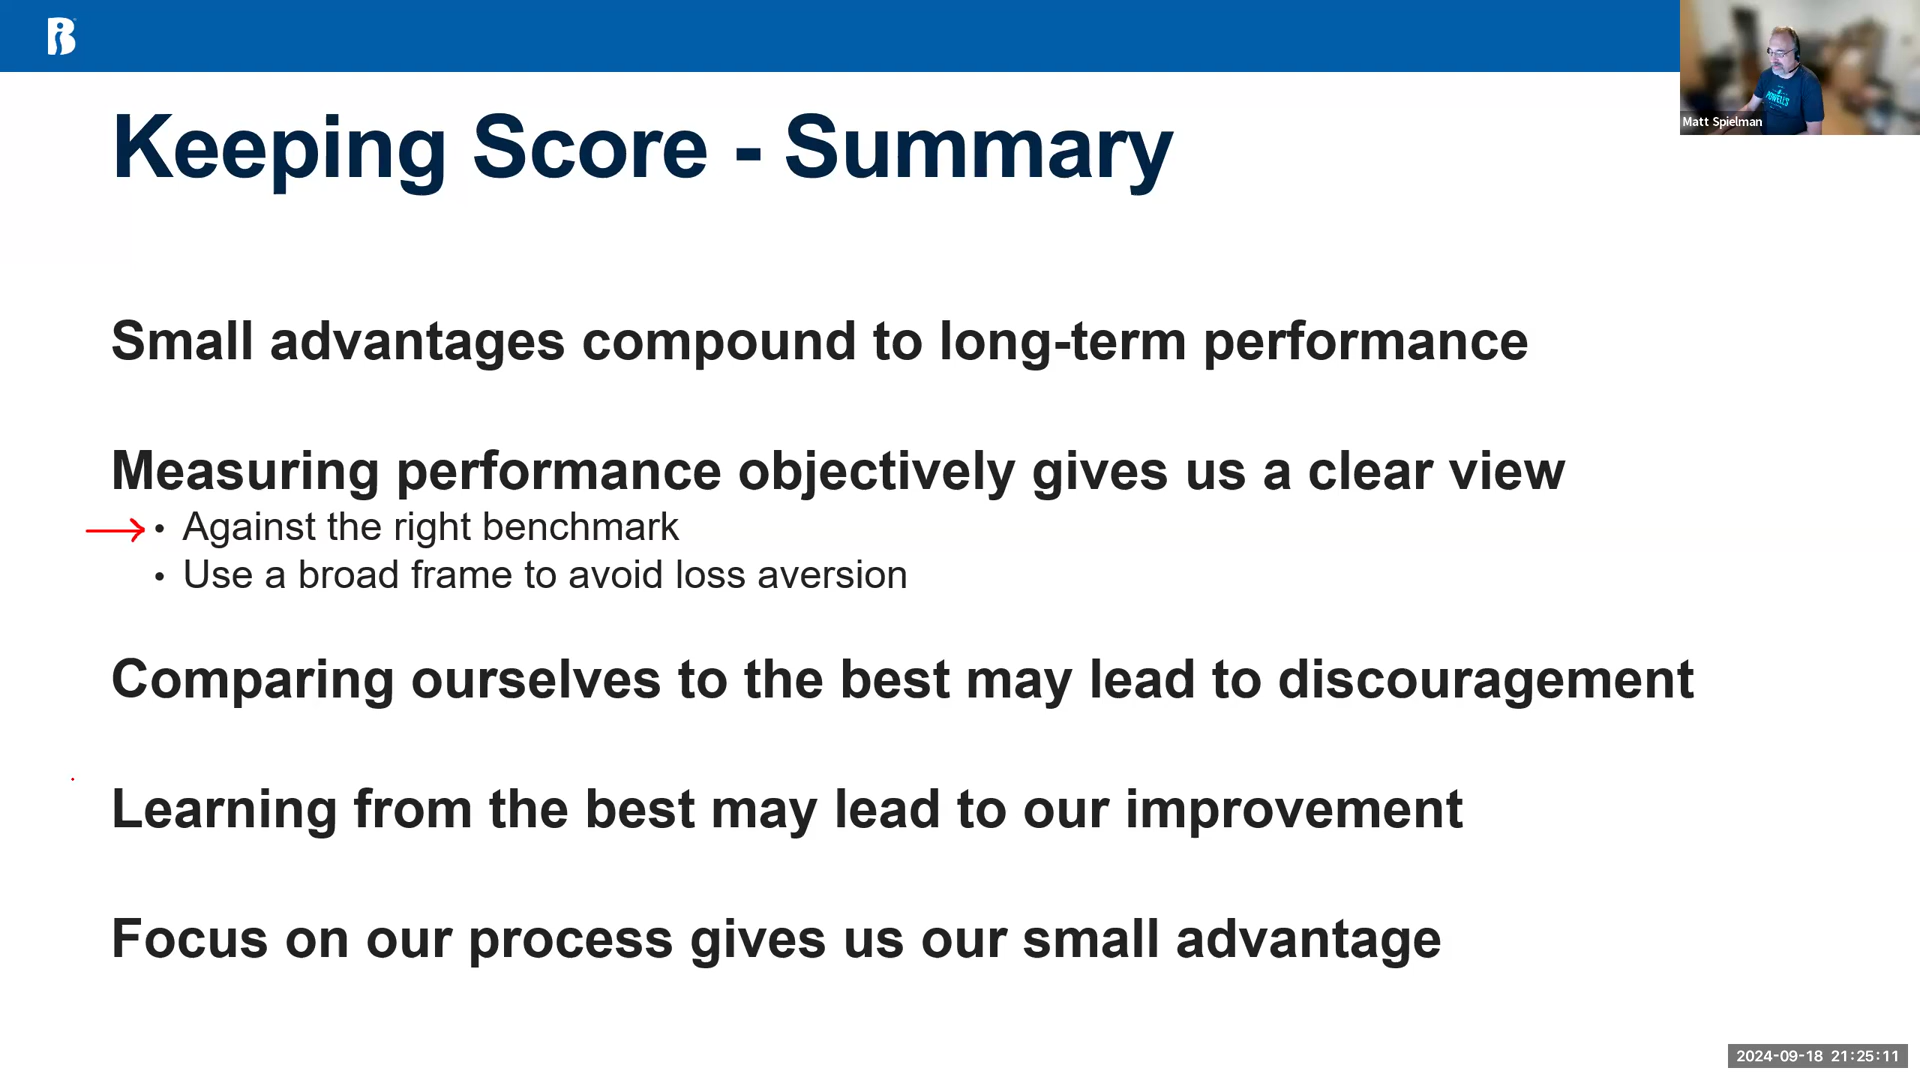 Matt Spielman
POWELL'S
Keeping Score - Summary
Small advantages compound to long-term performance
Measuring performance objectively gives us a clear view
• Against the right benchmark
• Use a broad frame to avoid loss aversion
Comparing ourselves to the best may lead to discouragement
Learning from the best may lead to our improvement
Focus on our process gives us our small advantage
2024-09-18 21:25:11